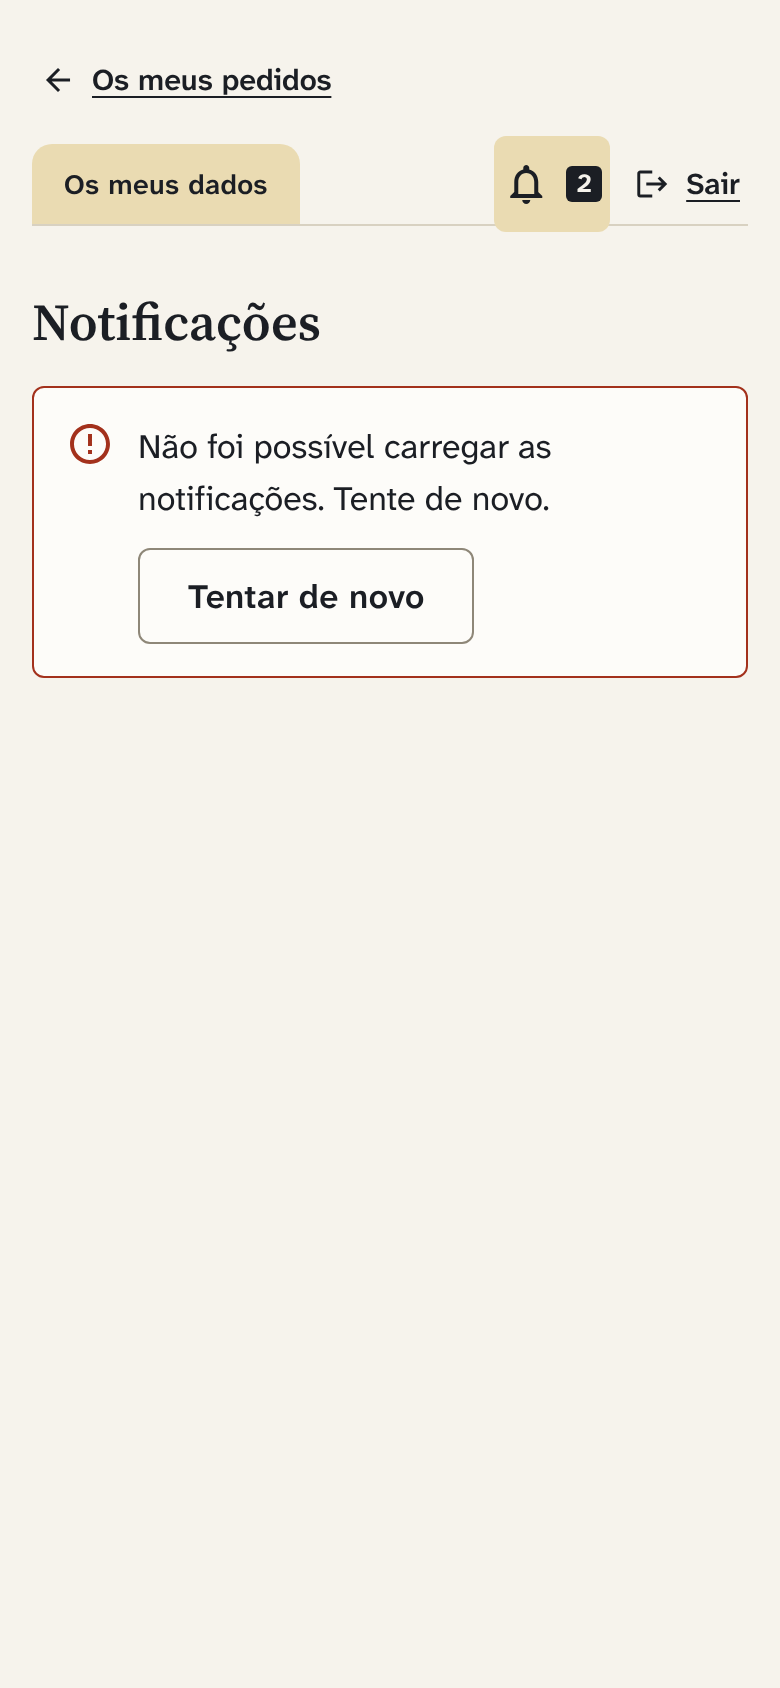 Os meus pedidos
Os meus dados
2
Sair
Notificações
Não foi possível carregar as
notificações. Tente de novo.
Tentar de novo